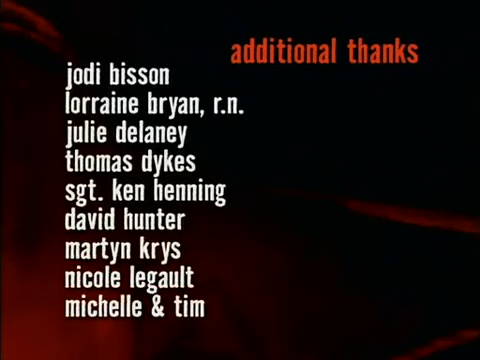 additional thanks
jodi bisson
lorraine bryan, r.n.
julie delaney
thomas dykes
sgt. ken henning
david hunter
martyn krys
nicole legault
michelle & tim